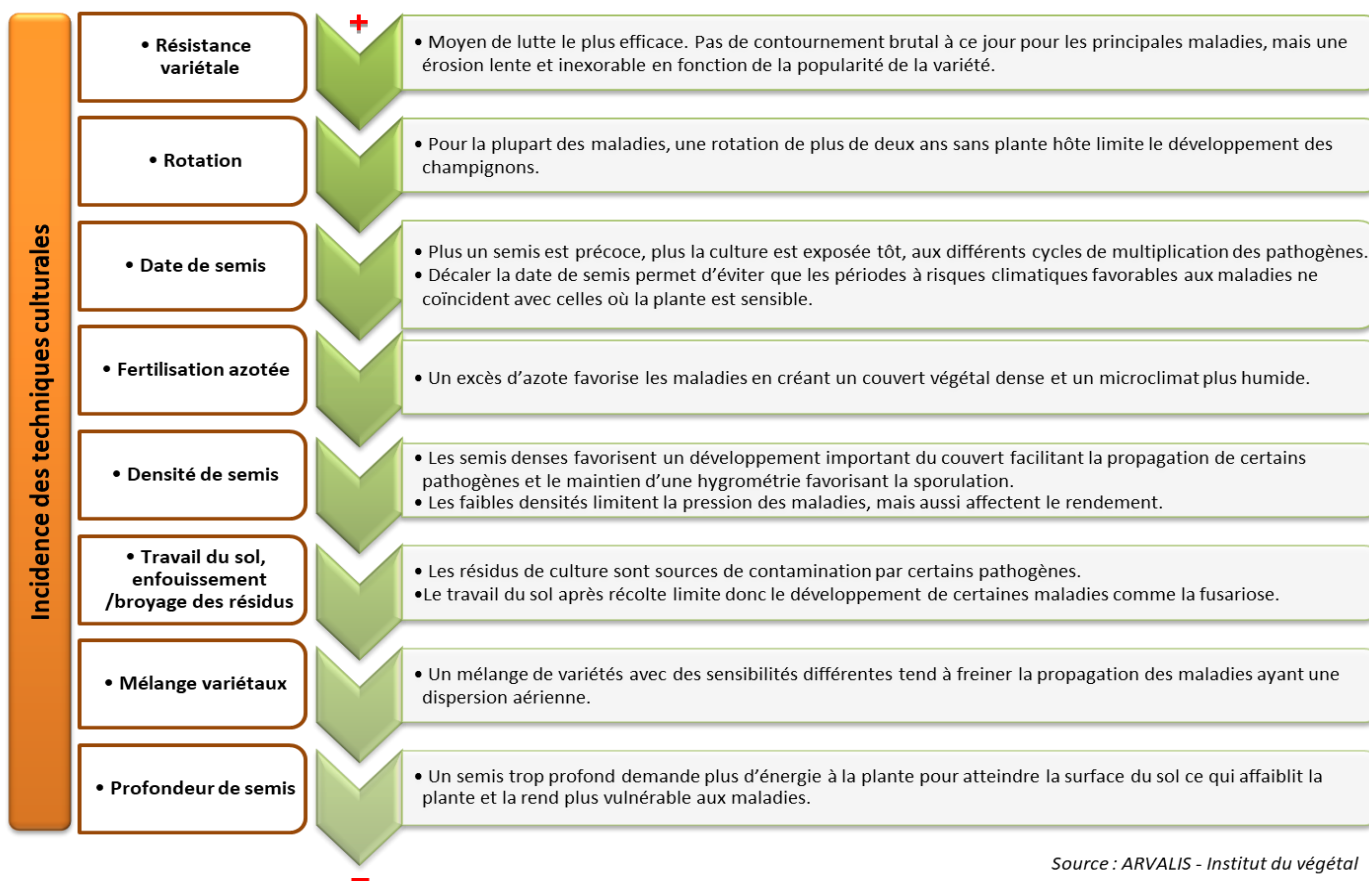 Incidence des techniques culturales
+
• Résistance
variétale
• Moyen de lutte le plus efficace. Pas de contournement brutal à ce jour pour les principales maladies, mais une
érosion lente et inexorable en fonction de la popularité de la variété.
• Rotation
• Pour la plupart des maladies, une rotation de plus de deux ans sans plante hôte limite le développement des
champignons.
• Date de semis
• Plus un semis est précoce, plus la culture est exposée tôt, aux différents cycles de multiplication des pathogènes.
• Décaler la date de semis permet d’éviter que les périodes à risques climatiques favorables aux maladies ne
coïncident avec celles où la plante est sensible.
• Fertilisation azotée
• Un excès d’azote favorise les maladies en créant un couvert végétal dense et un microclimat plus humide.
• Densité de semis
• Les semis denses favorisent un développement important du couvert facilitant la propagation de certains
pathogènes et le maintien d’une hygrométrie favorisant la sporulation.
• Les faibles densités limitent la pression des maladies, mais aussi affectent le rendement.
• Travail du sol,
enfouissement
/broyage des résidus
• Les résidus de culture sont sources de contamination par certains pathogènes.
•Le travail du sol après récolte limite donc le développement de certaines maladies comme la fusariose.
• Mélange variétaux
• Un mélange de variétés avec des sensibilités différentes tend à freiner la propagation des maladies ayant une
dispersion aérienne.
• Profondeur de semis
• Un semis trop profond demande plus d’énergie à la plante pour atteindre la surface du sol ce qui affaiblit la
plante et la rend plus vulnérable aux maladies.
–
Source : ARVALIS - Institut du végétal